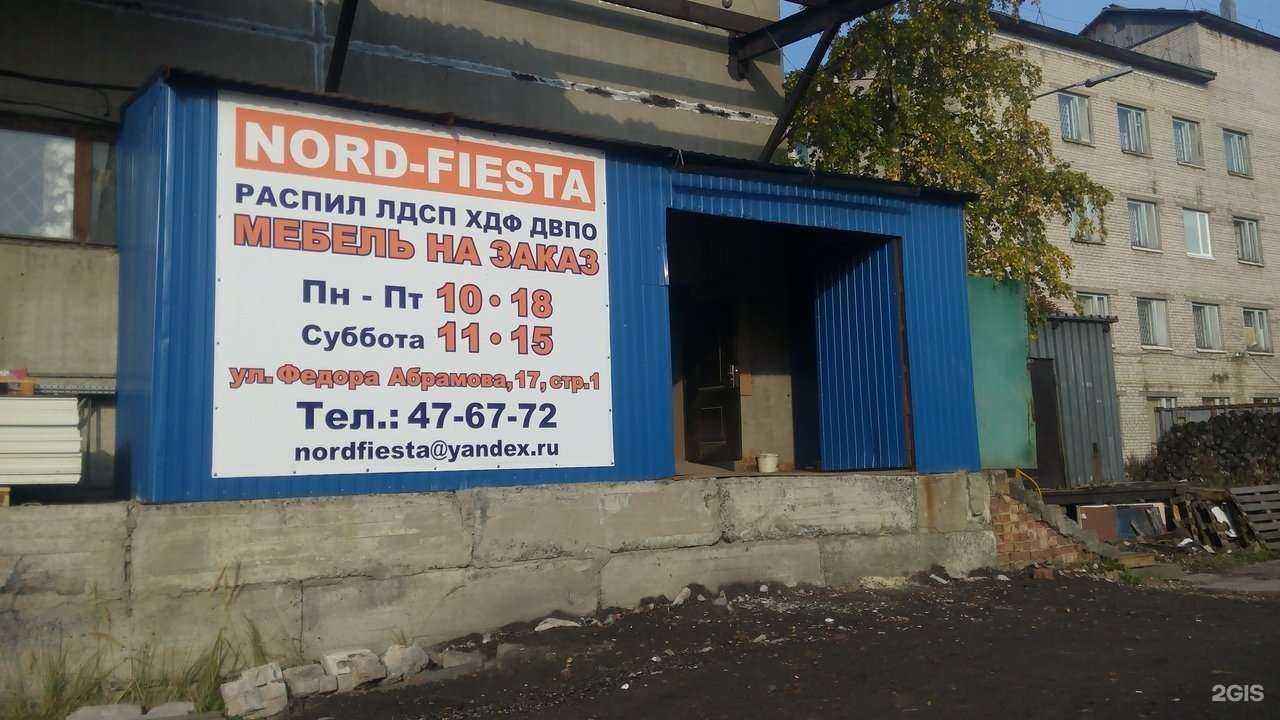 NORD-FIESTA
РАСПИЛ ЛДСП ХДФ ДВПО
МЕБЕЛЬ НА ЗАКАЗ
Пн - Пт 10 • 18
Суббота 11 • 15
ул. Федора Абрамова, 17, стр.1
Тел.: 47-67-72
nordfiesta@yandex.ru
2GIS